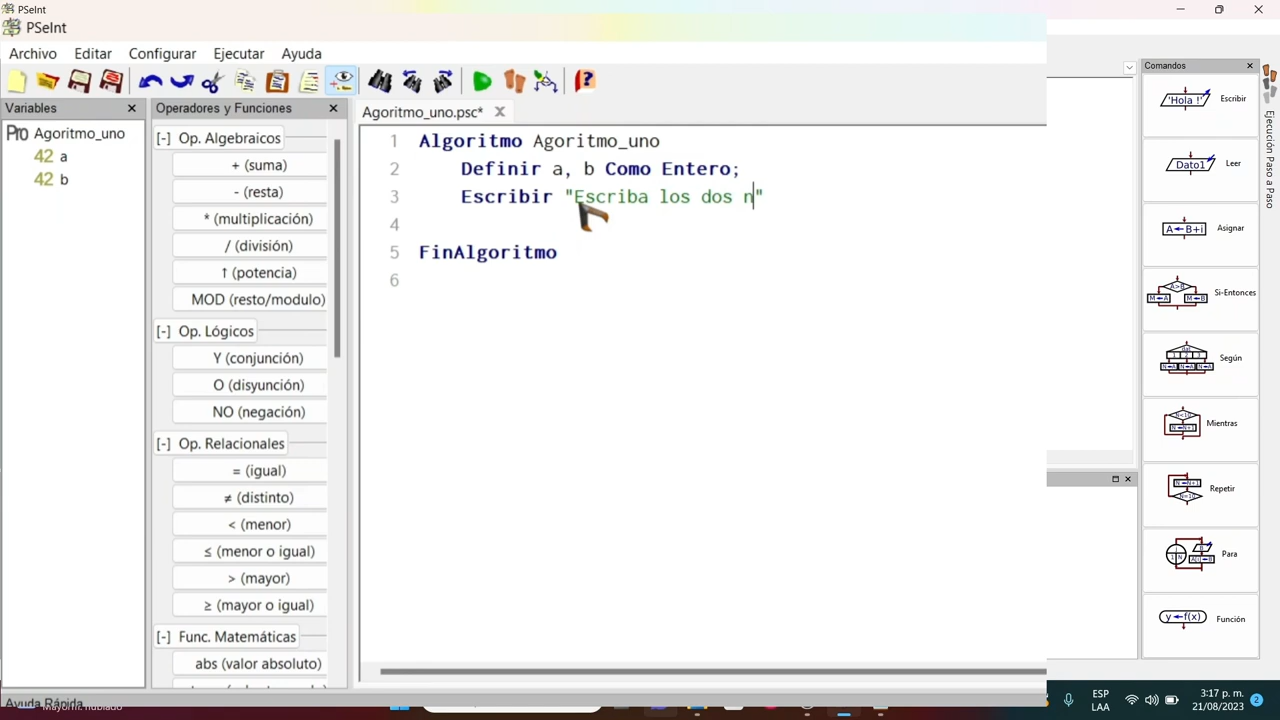 PSeInt
PSeInt
Archivo Editar Configurar Ejecutar Ayuda
Variables
Pro Agoritmo_uno
42 a
42 b
Operadores y Funciones
[-] Op. Algebraicos
+ (suma)
- (resta)
* (multiplicación)
/ (división)
↑ (potencia)
MOD (resto/modulo)
[-] Op. Lógicos
Y (conjunción)
O (disyunción)
NO (negación)
[-] Op. Relacionales
= (igual)
≠ (distinto)
< (menor)
≤ (menor o igual)
> (mayor)
≥ (mayor o igual)
[-] Func. Matemáticas
abs (valor absoluto)
Agoritmo_uno.psc*
1 Algoritmo Agoritmo_uno
2 Definir a, b Como Entero;
3 Escribir "Escriba los dos n"
4
5 FinAlgoritmo
6
Comandos
'Hola !' Escribir
Dato1 Leer
A←B+i Asignar
A>B Si-Entonces
Según
Mientras
Repetir
Para
y←f(x) Función
Ejecución Paso a Paso
Ayuda Rápida
ESP
LAA
3:17 p. m.
21/08/2023
2